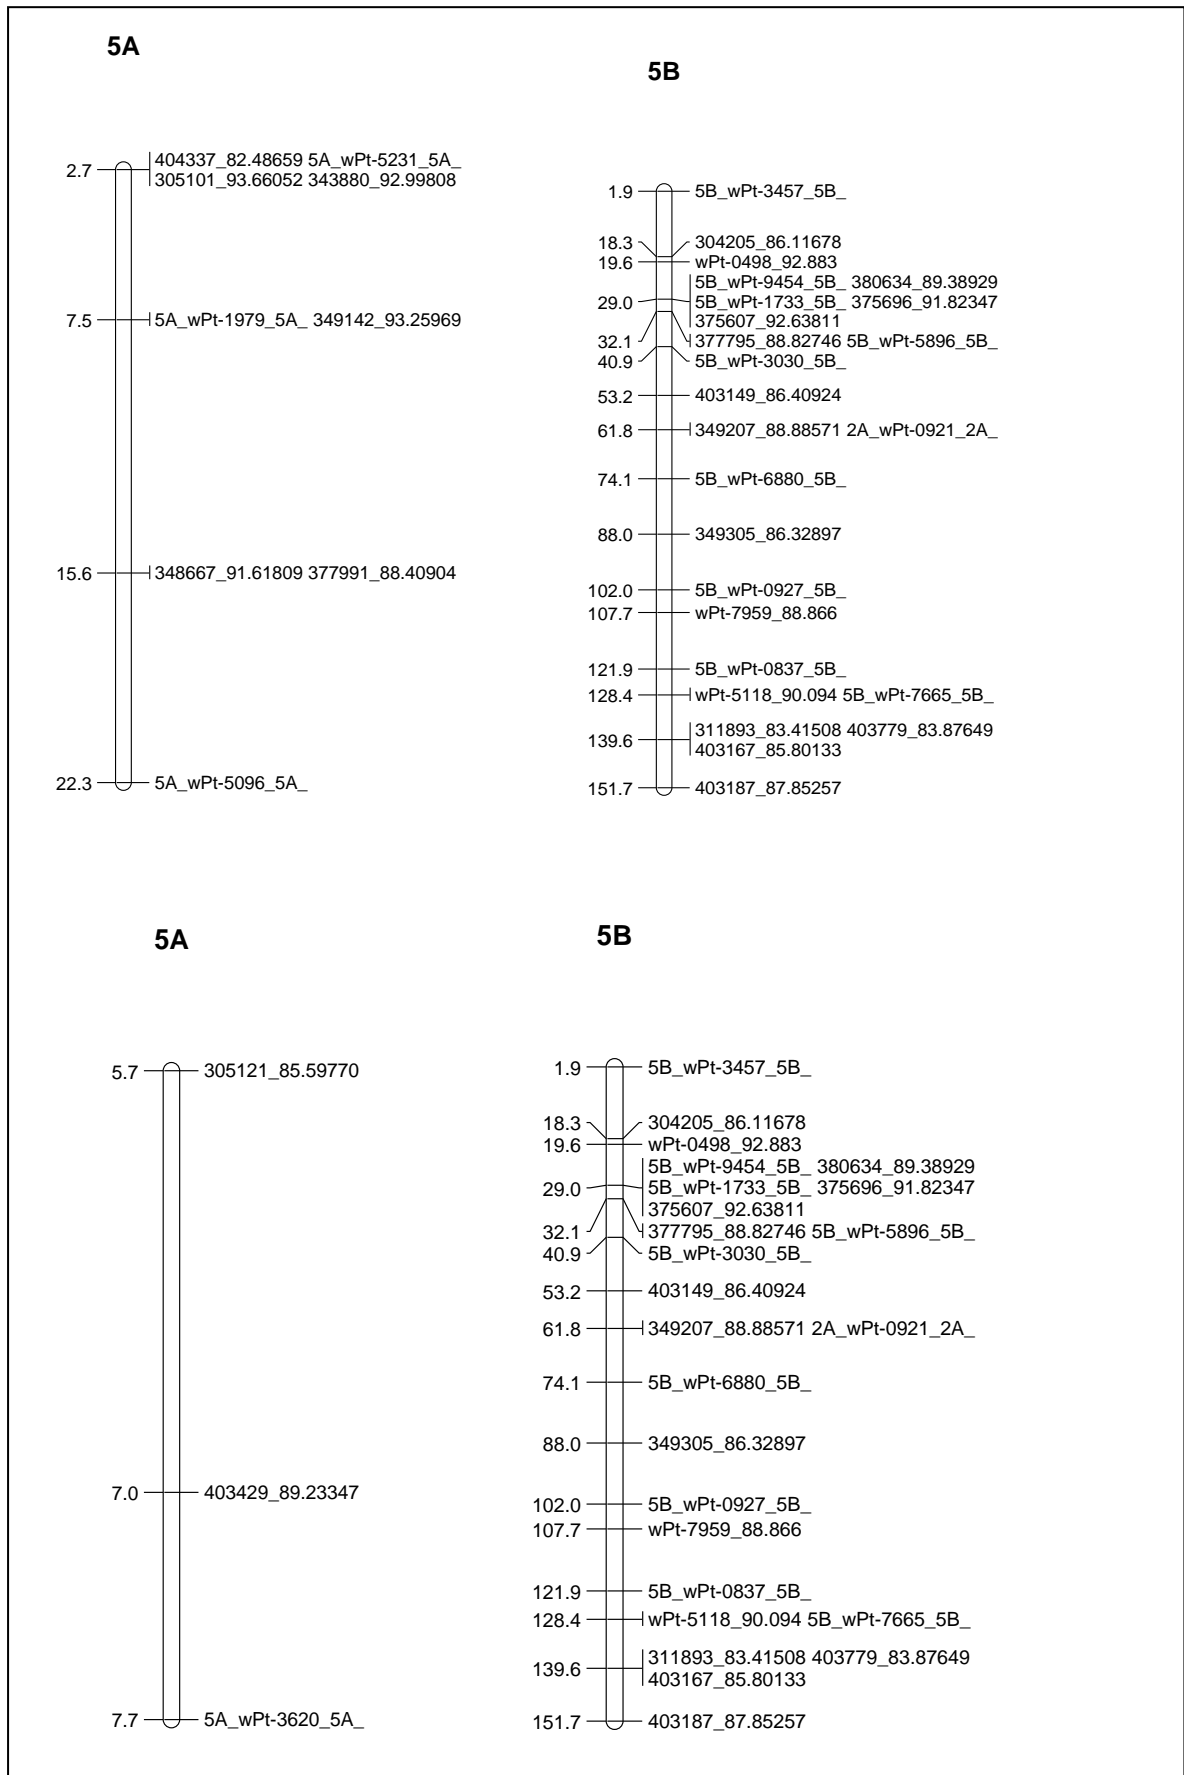 5A
2.7
404337_82.48659 5A_wPt-5231_5A_
305101_93.66052 343880_92.99808
7.5
5A_wPt-1979_5A_ 349142_93.25969
15.6
348667_91.61809 377991_88.40904
22.3
5A_wPt-5096_5A_
5B
1.9
5B_wPt-3457_5B_
18.3
304205_86.11678
19.6
wPt-0498_92.883
29.0
5B_wPt-9454_5B_ 380634_89.38929
5B_wPt-1733_5B_ 375696_91.82347
375607_92.63811
32.1
377795_88.82746 5B_wPt-5896_5B_
40.9
5B_wPt-3030_5B_
53.2
403149_86.40924
61.8
349207_88.88571 2A_wPt-0921_2A_
74.1
5B_wPt-6880_5B_
88.0
349305_86.32897
102.0
5B_wPt-0927_5B_
107.7
wPt-7959_88.866
121.9
5B_wPt-0837_5B_
128.4
wPt-5118_90.094 5B_wPt-7665_5B_
139.6
311893_83.41508 403779_83.87649
403167_85.80133
151.7
403187_87.85257
5A
5.7
305121_85.59770
7.0
403429_89.23347
7.7
5A_wPt-3620_5A_
5B
1.9
5B_wPt-3457_5B_
18.3
304205_86.11678
19.6
wPt-0498_92.883
29.0
5B_wPt-9454_5B_ 380634_89.38929
5B_wPt-1733_5B_ 375696_91.82347
375607_92.63811
32.1
377795_88.82746 5B_wPt-5896_5B_
40.9
5B_wPt-3030_5B_
53.2
403149_86.40924
61.8
349207_88.88571 2A_wPt-0921_2A_
74.1
5B_wPt-6880_5B_
88.0
349305_86.32897
102.0
5B_wPt-0927_5B_
107.7
wPt-7959_88.866
121.9
5B_wPt-0837_5B_
128.4
wPt-5118_90.094 5B_wPt-7665_5B_
139.6
311893_83.41508 403779_83.87649
403167_85.80133
151.7
403187_87.85257